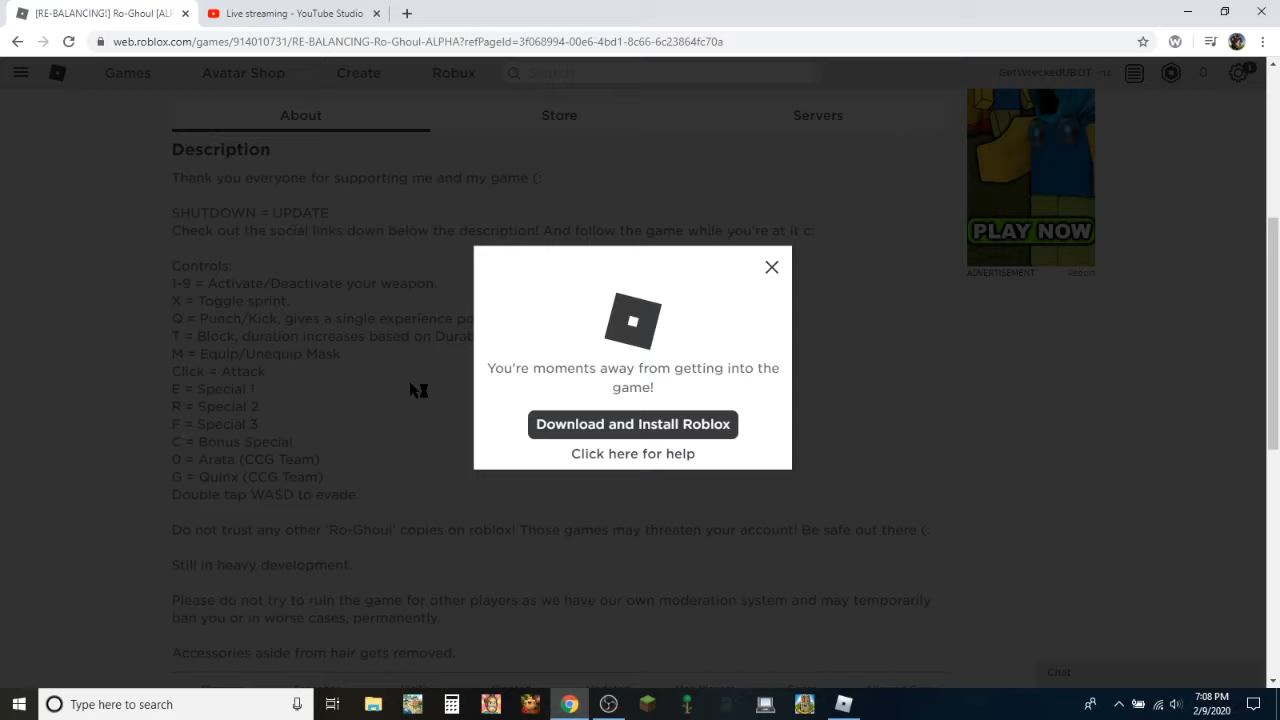 [RE-BALANCING!] Ro-Ghoul [ALP
Live streaming - YouTube Studio
web.roblox.com/games/914010731/RE-BALANCING-Ro-Ghoul-ALPHA?refPageId=3f068994-00e6-4bd1-8c66-6c23864fc70a
Games
Avatar Shop
Create
Robux
Search
0
1
About
Store
Servers
Description
Thank you everyone for supporting me and my game (:
SHUTDOWN = UPDATE
Check out the social links on below the description! And follow the game while you're at it c:
Controls:
1-9 = Activate/Deactivate your weapon.
X = Toggle sprint.
Q = Punch/Kick, gives a single experience po
T = Block, duration increases based on Durat
M = Equip/Unequip Mask
Click = Attack
E = Special 1
R = Special 2
F = Special 3
C = Bonus Special
0 = Arata (CCG Team)
G = Quinx (CCG Team)
Double tap WASD to evade.
Do not trust any other 'Ro-Ghoul' copies on roblox! Those games may threaten your account! Be safe out there (:
Still in heavy development.
Please do not try to ruin the game for other players as we have our own moderation system and may temporarily
ban you or in worse cases, permanently.
Accessories aside from hair gets removed.
You're moments away from getting into the
game!
Download and Install Roblox
Click here for help
PLAY NOW
ADVERTISEMENT
Report
Chat
Type here to search
7:08 PM
2/9/2020